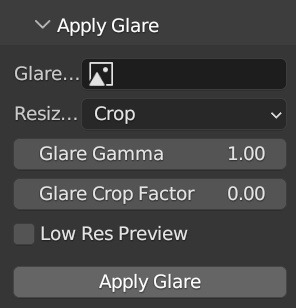 Apply Glare
Glare...
Resiz... Crop
Glare Gamma 1.00
Glare Crop Factor 0.00
Low Res Preview
Apply Glare